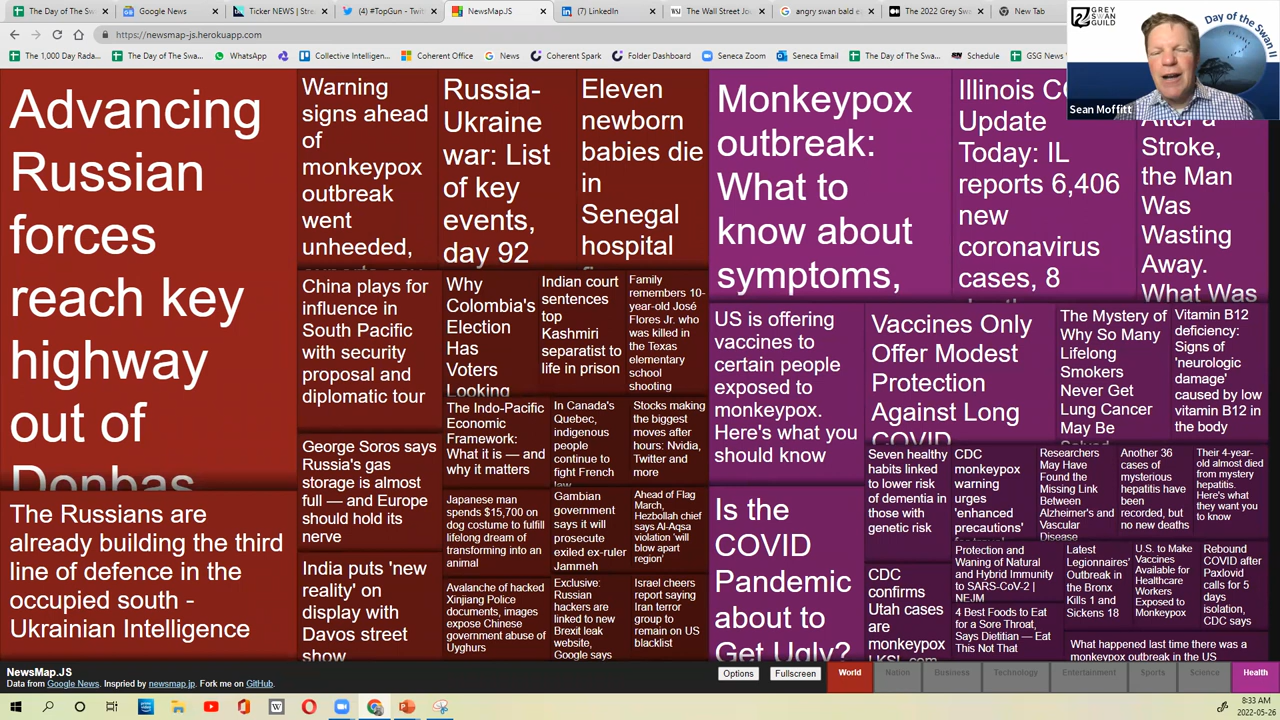 The Day of The Swa
Google News
Ticker NEWS | Stre
(4) #TopGun - Twit
NewsMapJS
(7) LinkedIn
The Wall Street Jo
angry swan bald e
The 2022 Grey Sw
New Tab
https://newsmap-js.herokuapp.com
The 1,000 Day Rada...
The Day of The Swa...
WhatsApp
Collective Intelligen...
Coherent Office
News
Coherent Spark
Folder Dashboard
Seneca Zoom
Seneca Email
The Day of The Swa...
Schedule
GSG News
GREY
SWAN
GUILD
Day of the Swan II
Sean Moffitt
Advancing
Russian
forces
reach key
highway
out of
Donbas
The Russians are
already building the third
line of defence in the
occupied south -
Ukrainian Intelligence
Warning
signs ahead
of
monkeypox
outbreak
went
unheeded,
experts say
Russia-
Ukraine
war: List
of key
events,
day 92
Eleven
newborn
babies die
in
Senegal
hospital
China plays for
influence in
South Pacific
with security
proposal and
diplomatic tour
Why
Colombia's
Election
Has
Voters
Looking
Indian court
sentences
top
Kashmiri
separatist to
life in prison
Family
remembers 10-
year-old José
Flores Jr. who
was killed in
the Texas
elementary
school
shooting
George Soros says
Russia's gas
storage is almost
full — and Europe
should hold its
nerve
The Indo-Pacific
Economic
Framework:
What it is — and
why it matters
In Canada's
Quebec,
indigenous
people
continue to
fight French
law
Stocks making
the biggest
moves after
hours: Nvidia,
Twitter and
more
India puts 'new
reality' on
display with
Davos street
show
Japanese man
spends $15,700 on
dog costume to fulfill
lifelong dream of
transforming into an
animal
Gambian
government
says it will
prosecute
exiled ex-ruler
Jammeh
Ahead of Flag
March,
Hezbollah chief
says Al-Aqsa
violation 'will
blow apart
region'
Avalanche of hacked
Xinjiang Police
documents, images
expose Chinese
government abuse of
Uyghurs
Exclusive:
Russian
hackers are
linked to new
Brexit leak
website,
Google says
Israel cheers
report saying
Iran terror
group to
remain on US
blacklist
Monkeypox
outbreak:
What to
know about
symptoms,
Illinois
Update
Today: IL
reports 6,406
new
coronavirus
cases, 8
After a
Stroke,
the Man
Was
Wasting
Away.
What Was
US is offering
vaccines to
certain people
exposed to
monkeypox.
Here's what you
should know
Vaccines Only
Offer Modest
Protection
Against Long
COVID
The Mystery of
Why So Many
Lifelong
Smokers
Never Get
Lung Cancer
May Be
Solved
Vitamin B12
deficiency:
Signs of
'neurologic
damage'
caused by low
vitamin B12 in
the body
Is the
COVID
Pandemic
about to
Get Ugly?
Seven healthy
habits linked
to lower risk
of dementia in
those with
genetic risk
CDC
monkeypox
warning
urges
'enhanced
precautions'
for travel
Researchers
May Have
Found the
Missing Link
Between
Alzheimer's and
Vascular
Disease
Another 36
cases of
mysterious
hepatitis have
been
recorded, but
no new deaths
Their 4-year-
old almost died
from mystery
hepatitis.
Here's what
they want you
to know
CDC
confirms
Utah cases
are
monkeypox
| KSL.com
Protection and
Waning of Natural
and Hybrid Immunity
to SARS-CoV-2 |
NEJM
4 Best Foods to Eat
for a Sore Throat,
Says Dietitian — Eat
This Not That
Latest
Legionnaires'
Outbreak in
the Bronx
Kills 1 and
Sickens 18
U.S. to Make
Vaccines
Available for
Healthcare
Workers
Exposed to
Monkeypox
Rebound
COVID after
Paxlovid
calls for 5
days
isolation,
CDC says
What happened last time there was a
monkeypox outbreak in the US
NewsMap.JS
Data from Google News. Inspried by newsmap.jp. Fork me on GitHub.
Options
Fullscreen
World
Nation
Business
Technology
Entertainment
Sports
Science
Health
8:33 AM
2022-05-26